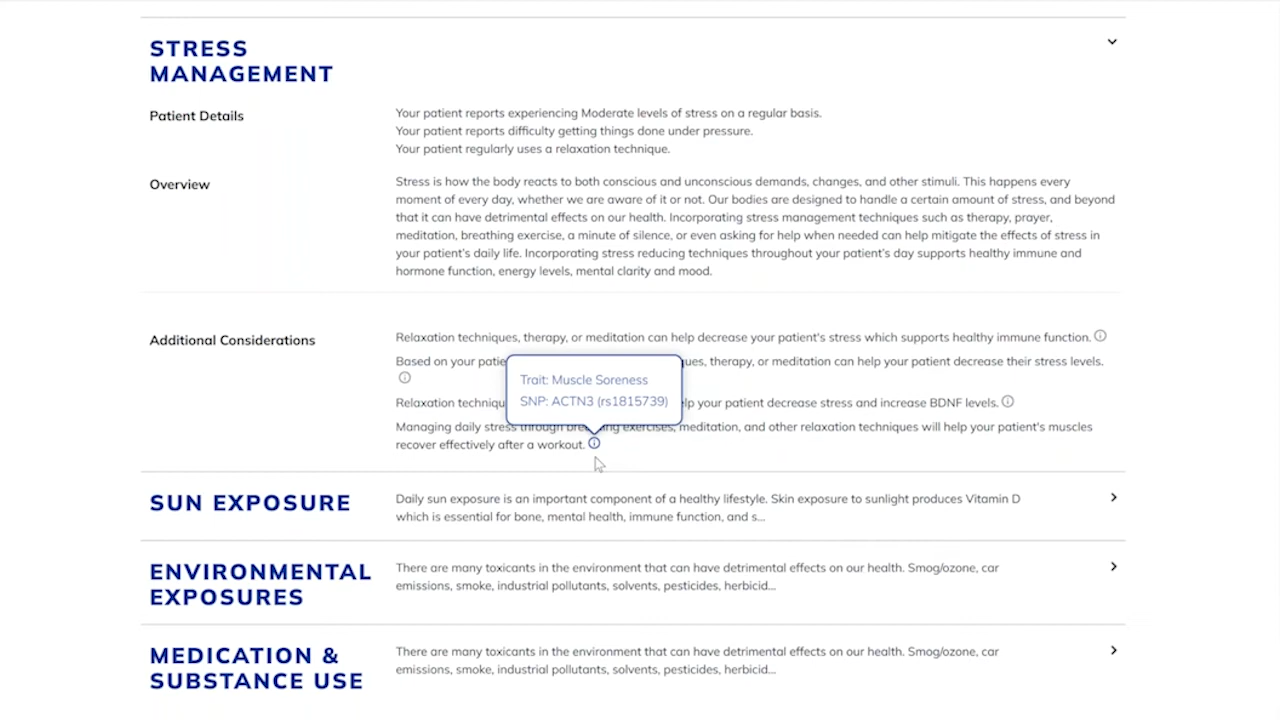 STRESS
MANAGEMENT
Patient Details
Your patient reports experiencing Moderate levels of stress on a regular basis.
Your patient reports difficulty getting things done under pressure.
Your patient regularly uses a relaxation technique.
Overview
Stress is how the body reacts to both conscious and unconscious demands, changes, and other stimuli. This happens every
moment of every day, whether we are aware of it or not. Our bodies are designed to handle a certain amount of stress, and beyond
that it can have detrimental effects on our health. Incorporating stress management techniques such as therapy, prayer,
meditation, breathing exercise, a minute of silence, or even asking for help when needed can help mitigate the effects of stress in
your patient's daily life. Incorporating stress reducing techniques throughout your patient's day supports healthy immune and
hormone function, energy levels, mental clarity and mood.
Additional Considerations
Relaxation techniques, therapy, or meditation can help decrease your patient's stress which supports healthy immune function.
Based on your patie ues, therapy, or meditation can help your patient decrease their stress levels.
Trait: Muscle Soreness
SNP: ACTN3 (rs1815739)
Relaxation techniqu lp your patient decrease stress and increase BDNF levels.
Managing daily stress through breathing exercises, meditation, and other relaxation techniques will help your patient's muscles
recover effectively after a workout.
SUN EXPOSURE
Daily sun exposure is an important component of a healthy lifestyle. Skin exposure to sunlight produces Vitamin D
which is essential for bone, mental health, immune function, and s...
ENVIRONMENTAL
EXPOSURES
There are many toxicants in the environment that can have detrimental effects on our health. Smog/ozone, car
emissions, smoke, industrial pollutants, solvents, pesticides, herbicid...
MEDICATION &
SUBSTANCE USE
There are many toxicants in the environment that can have detrimental effects on our health. Smog/ozone, car
emissions, smoke, industrial pollutants, solvents, pesticides, herbicid...